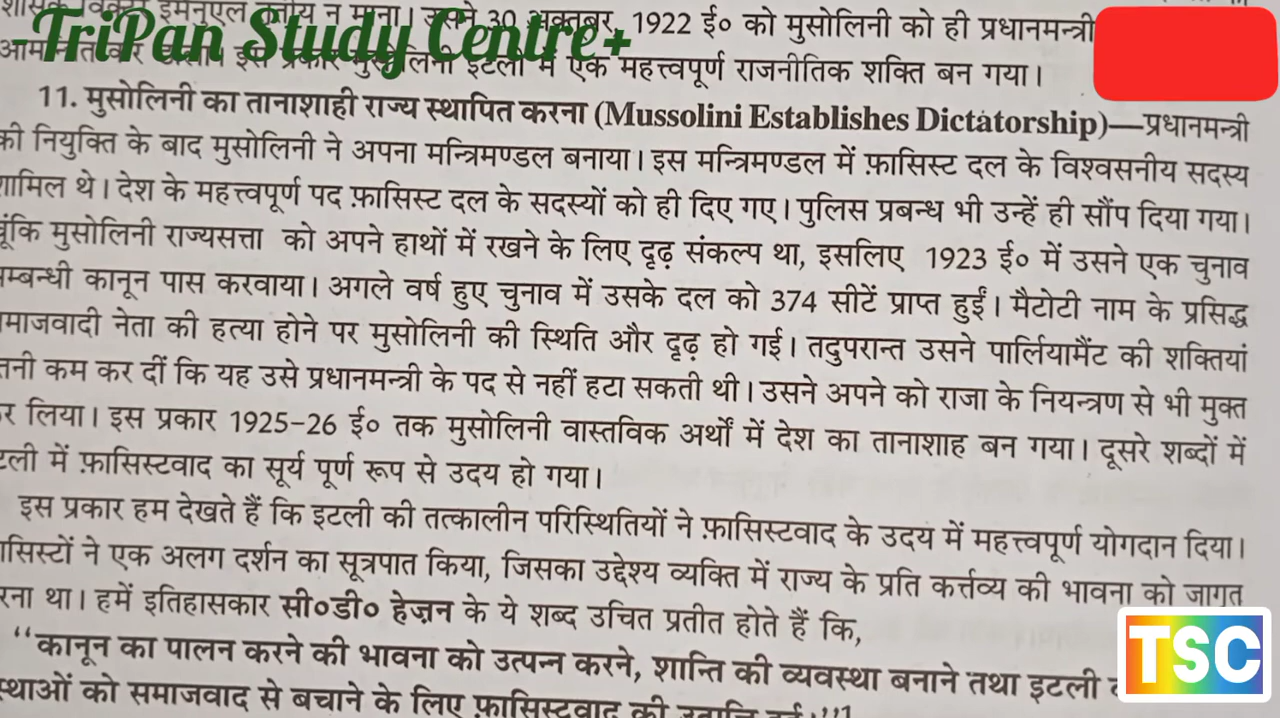 इमैनुएल न माना। उसने 30 अक्तूबर, 1922 ई० को मुसोलिनी को ही प्रधानमन्त्री
-TriPan Study Centre+
इटली में एक महत्त्वपूर्ण राजनीतिक शक्ति बन गया।
11. मुसोलिनी का तानाशाही राज्य स्थापित करना (Mussolini Establishes Dictatorship)—प्रधानमन्त्री
की नियुक्ति के बाद मुसोलिनी ने अपना मन्त्रिमण्डल बनाया। इस मन्त्रिमण्डल में फ़ासिस्ट दल के विश्वसनीय सदस्य
शामिल थे। देश के महत्त्वपूर्ण पद फ़ासिस्ट दल के सदस्यों को ही दिए गए। पुलिस प्रबन्ध भी उन्हें ही सौंप दिया गया।
चूंकि मुसोलिनी राज्यसत्ता को अपने हाथों में रखने के लिए दृढ़ संकल्प था, इसलिए 1923 ई० में उसने एक चुनाव
म्बन्धी कानून पास करवाया। अगले वर्ष हुए चुनाव में उसके दल को 374 सीटें प्राप्त हुईं। मैटोटी नाम के प्रसिद्ध
माजवादी नेता की हत्या होने पर मुसोलिनी की स्थिति और दृढ़ हो गई। तदुपरान्त उसने पार्लियामैंट की शक्तियां
तनी कम कर दीं कि यह उसे प्रधानमन्त्री के पद से नहीं हटा सकती थी। उसने अपने को राजा के नियन्त्रण से भी मुक्त
र लिया। इस प्रकार 1925-26 ई० तक मुसोलिनी वास्तविक अर्थों में देश का तानाशाह बन गया। दूसरे शब्दों में
टली में फ़ासिस्टवाद का सूर्य पूर्ण रूप से उदय हो गया।
इस प्रकार हम देखते हैं कि इटली की तत्कालीन परिस्थितियों ने फ़ासिस्टवाद के उदय में महत्त्वपूर्ण योगदान दिया।
ासिस्टों ने एक अलग दर्शन का सूत्रपात किया, जिसका उद्देश्य व्यक्ति में राज्य के प्रति कर्त्तव्य की भावना को जागृत
रना था। हमें इतिहासकार सी०डी० हेज़न के ये शब्द उचित प्रतीत होते हैं कि,
“कानून का पालन करने की भावना को उत्पन्न करने, शान्ति की व्यवस्था बनाने तथा इटली
स्थाओं को समाजवाद से बचाने के लिए फ़ासिस्टवाद की
TSC